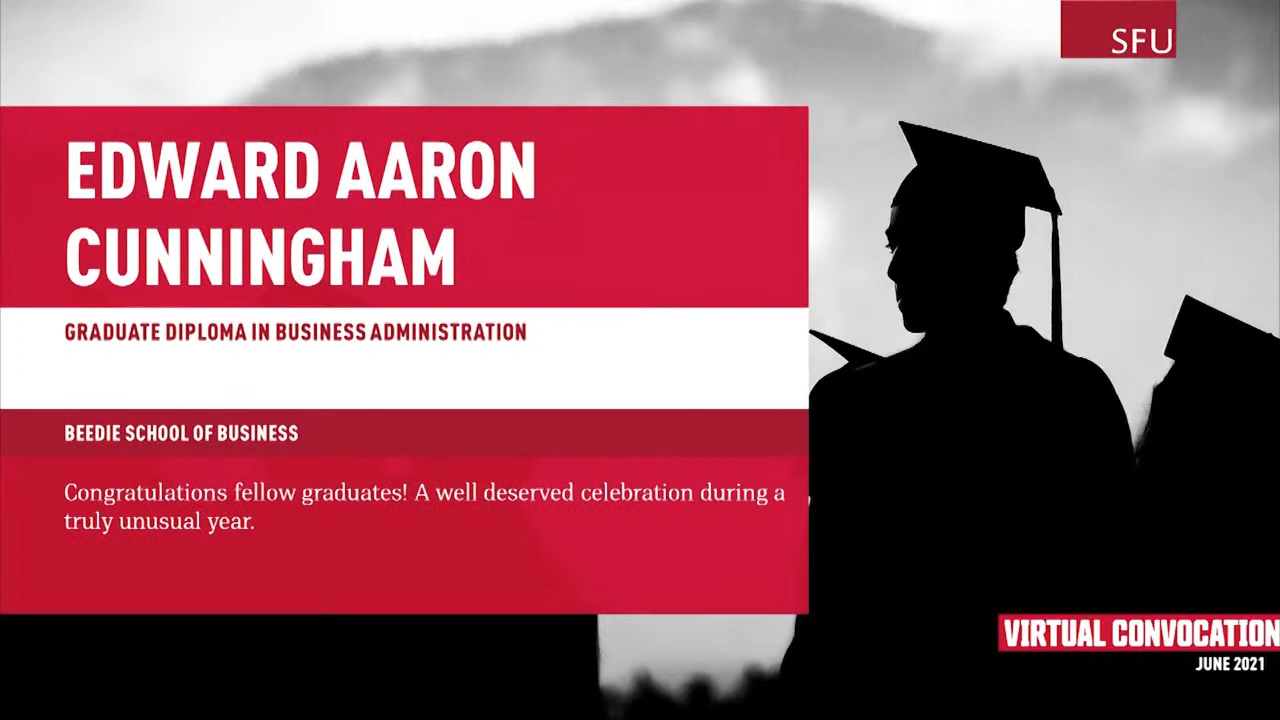 SFU
EDWARD AARON
CUNNINGHAM
GRADUATE DIPLOMA IN BUSINESS ADMINISTRATION
BEEDIE SCHOOL OF BUSINESS
Congratulations fellow graduates! A well deserved celebration during a
truly unusual year.
VIRTUAL CONVOCATION
JUNE 2021